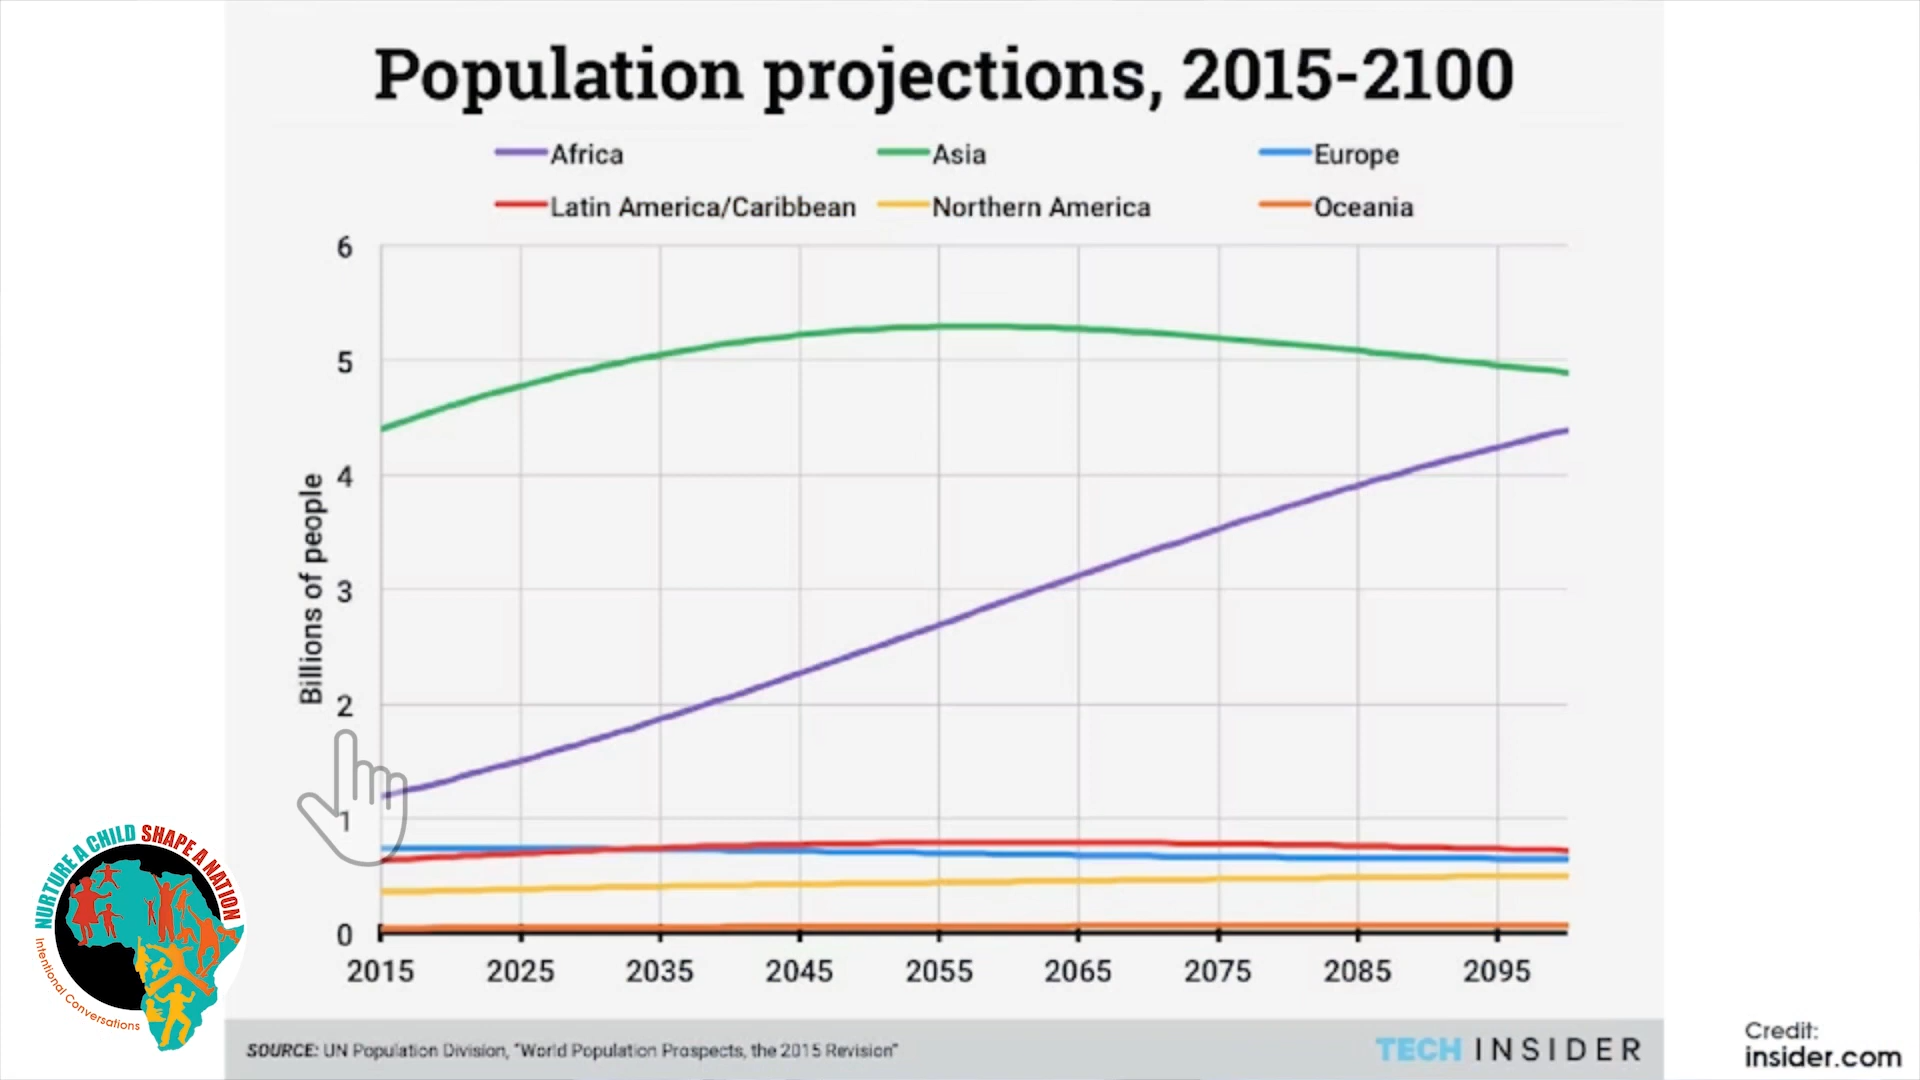 Population projections, 2015-2100
Africa
Asia
Europe
Latin America/Caribbean
Northern America
Oceania
6
5
4
3
2
1
0
Billions of people
2015
2025
2035
2045
2055
2065
2075
2085
2095
NURTURE A CHILD SHAPE A NATION
Intentional Conversations
SOURCE: UN Population Division, "World Population Prospects, the 2015 Revision"
TECH INSIDER
Credit:
insider.com